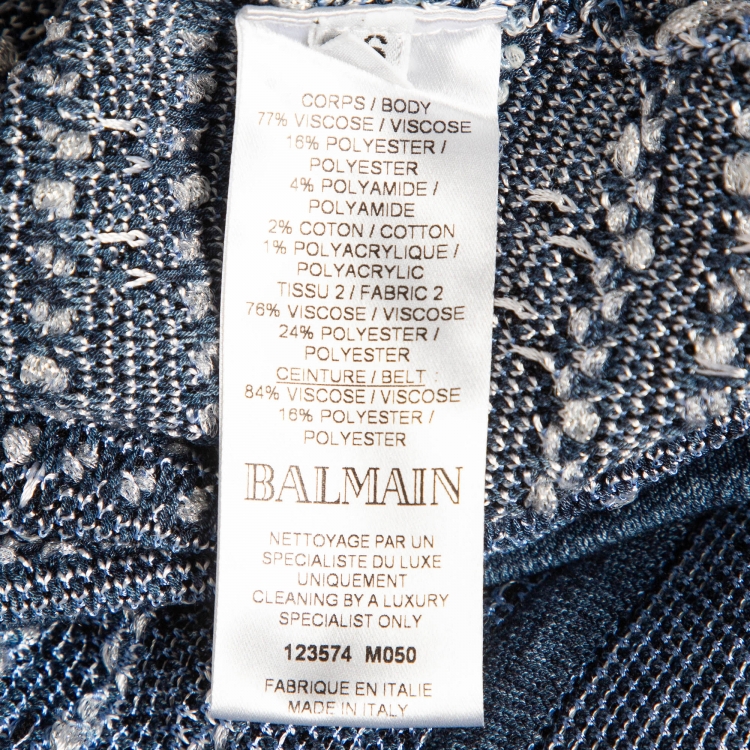 CORPS / BODY
77% VISCOSE / VISCOSE
16% POLYESTER /
POLYESTER
4% POLYAMIDE /
POLYAMIDE
2% COTON / COTTON
1% POLYACRYLIQUE /
POLYACRYLIC
TISSU 2 / FABRIC 2
76% VISCOSE / VISCOSE
24% POLYESTER /
POLYESTER
CEINTURE / BELT
84% VISCOSE / VISCOSE
16% POLYESTER /
POLYESTER
BALMAIN
NETTOYAGE PAR UN
SPECIALISTE DU LUXE
UNIQUEMENT
CLEANING BY A LUXURY
SPECIALIST ONLY
123574 M050
FABRIQUE EN ITALIE
MADE IN ITALY